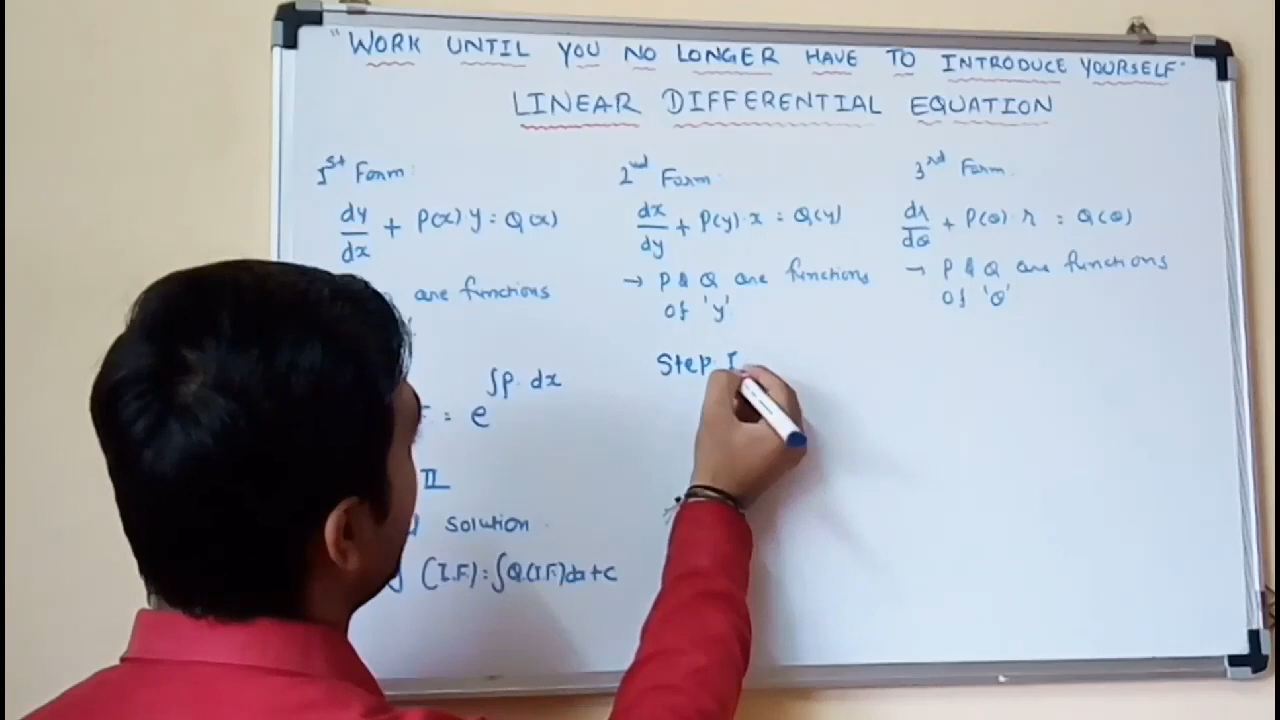 "WORK UNTIL YOU NO LONGER HAVE TO INTRODUCE YOURSELF"
LINEAR DIFFERENTIAL EQUATION
1st Form:
dy/dx + P(x) y = Q(x)
are functions
= e^∫P. dx
II
solution
(I.F) = ∫Q.(I.F)dx+c
2nd Form:
dx/dy + P(y).x = Q(y)
→ P & Q are functions
of 'y'
Step I
3rd Form.
dr/dθ + P(θ). r = Q(θ)
→ P & Q are functions
of 'θ'